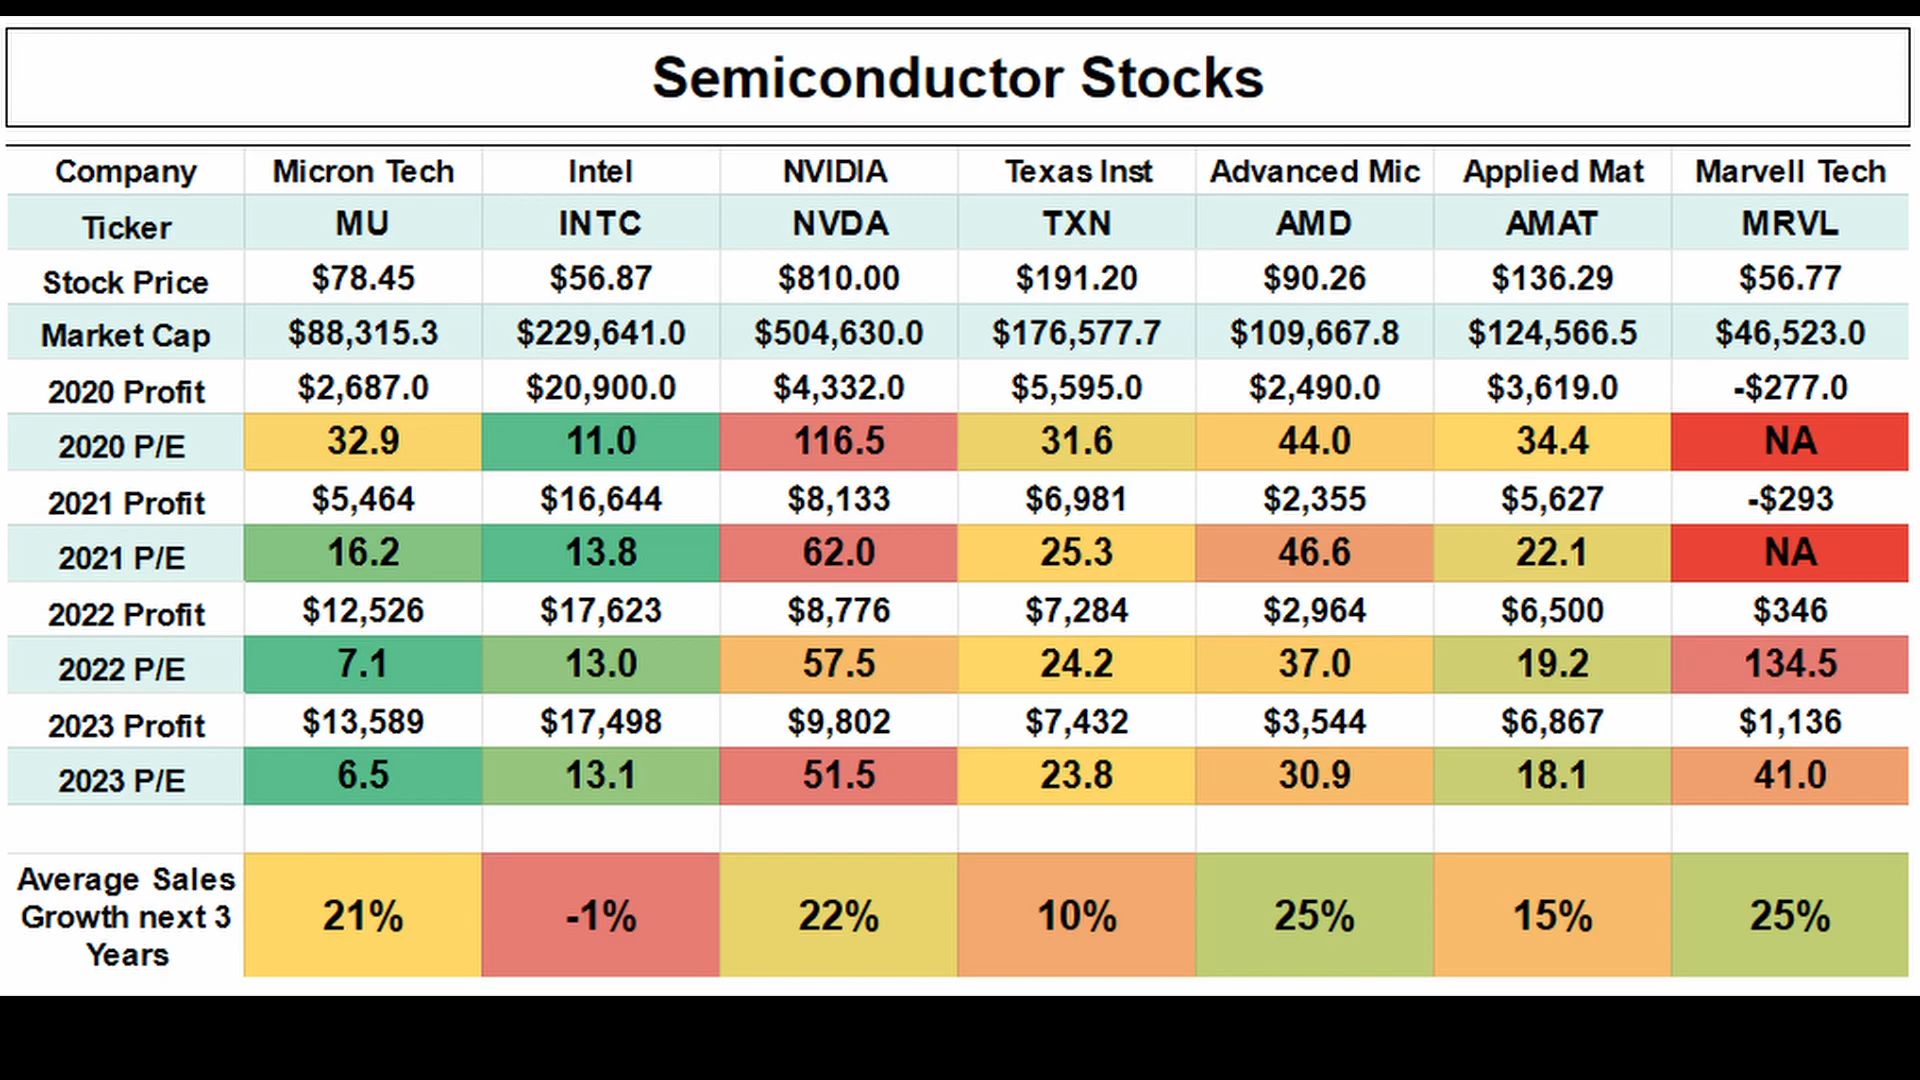 Semiconductor Stocks
Company Micron Tech Intel NVIDIA Texas Inst Advanced Mic Applied Mat Marvell Tech
Ticker MU INTC NVDA TXN AMD AMAT MRVL
Stock Price $78.45 $56.87 $810.00 $191.20 $90.26 $136.29 $56.77
Market Cap $88,315.3 $229,641.0 $504,630.0 $176,577.7 $109,667.8 $124,566.5 $46,523.0
2020 Profit $2,687.0 $20,900.0 $4,332.0 $5,595.0 $2,490.0 $3,619.0 -$277.0
2020 P/E 32.9 11.0 116.5 31.6 44.0 34.4 NA
2021 Profit $5,464 $16,644 $8,133 $6,981 $2,355 $5,627 -$293
2021 P/E 16.2 13.8 62.0 25.3 46.6 22.1 NA
2022 Profit $12,526 $17,623 $8,776 $7,284 $2,964 $6,500 $346
2022 P/E 7.1 13.0 57.5 24.2 37.0 19.2 134.5
2023 Profit $13,589 $17,498 $9,802 $7,432 $3,544 $6,867 $1,136
2023 P/E 6.5 13.1 51.5 23.8 30.9 18.1 41.0
Average Sales
Growth next 3
Years
21% -1% 22% 10% 25% 15% 25%